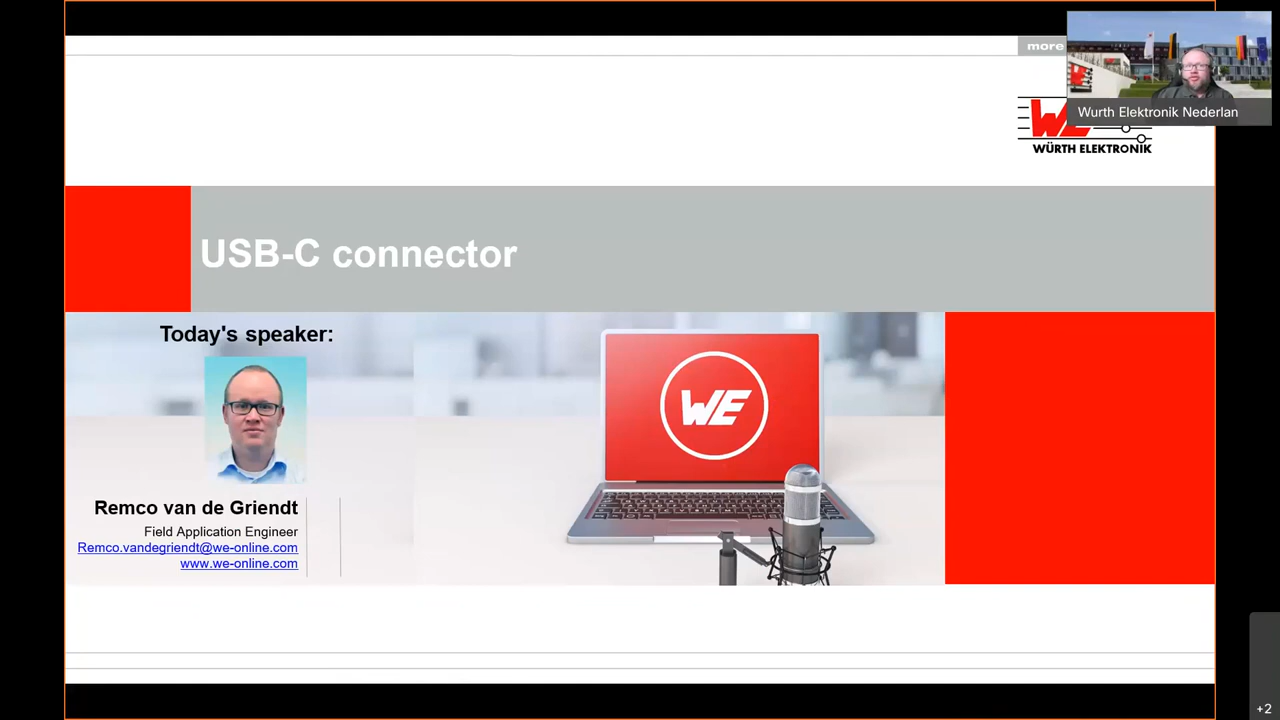 more
Wurth Elektronik Nederlan
WE
WÜRTH ELEKTRONIK
USB-C connector
Today's speaker:
WE
Remco van de Griendt
Field Application Engineer
Remco.vandegriendt@we-online.com
www.we-online.com
+2